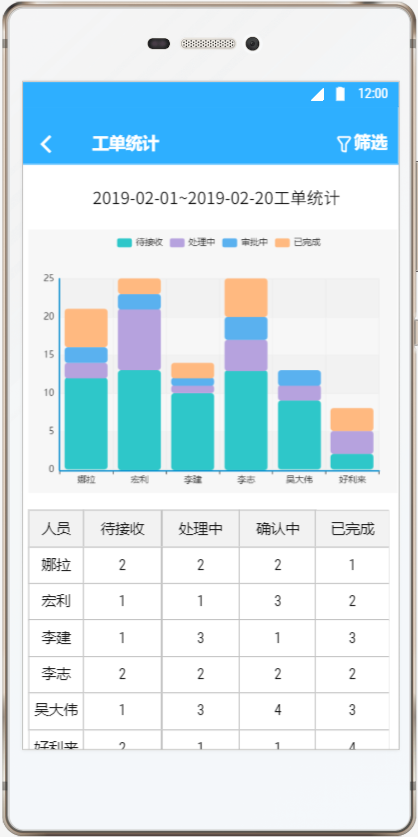 12:00
工单统计 筛选
2019-02-01~2019-02-20工单统计
待接收 处理中 审批中 已完成
25
20
15
10
5
0
娜拉 宏利 李建 李志 吴大伟 好利来
人员 待接收 处理中 确认中 已完成
娜拉 2 2 2 1
宏利 1 1 3 2
李建 1 3 1 3
李志 2 2 2 2
吴大伟 1 3 4 3
好利来 2 1 1 4